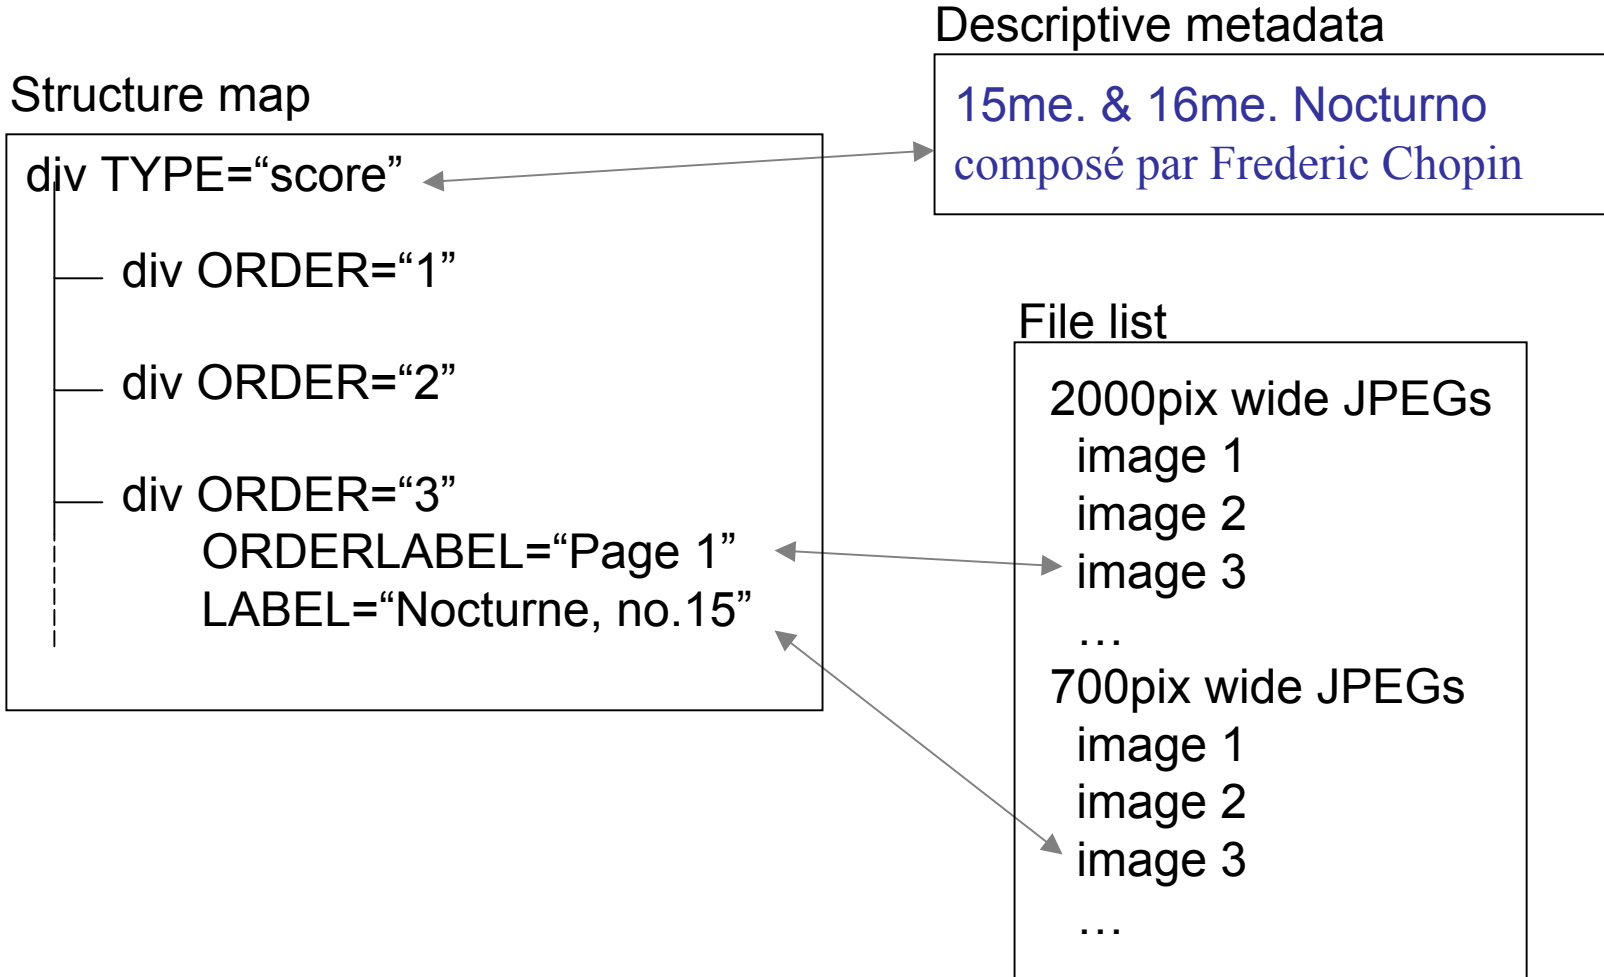 Structure map
div TYPE=“score”
div ORDER=“1”
div ORDER=“2”
div ORDER=“3”
ORDERLABEL=“Page 1”
LABEL=“Nocturne, no.15”
Descriptive metadata
15me. & 16me. Nocturno
composé par Frederic Chopin
File list
2000pix wide JPEGs
image 1
image 2
image 3
…
700pix wide JPEGs
image 1
image 2
image 3
…